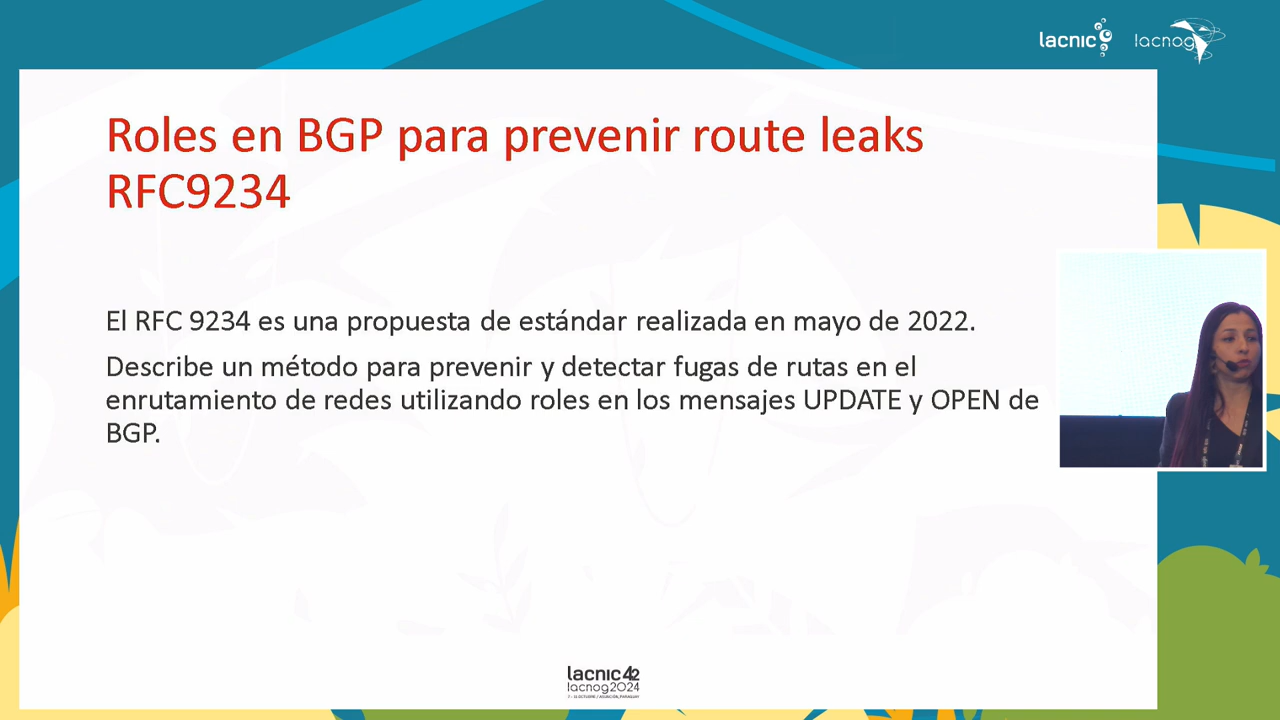 lacnic
lacnog
Roles en BGP para prevenir route leaks
RFC9234
El RFC 9234 es una propuesta de estándar realizada en mayo de 2022.
Describe un método para prevenir y detectar fugas de rutas en el
enrutamiento de redes utilizando roles en los mensajes UPDATE y OPEN de
BGP.
lacnic42
lacnog2024